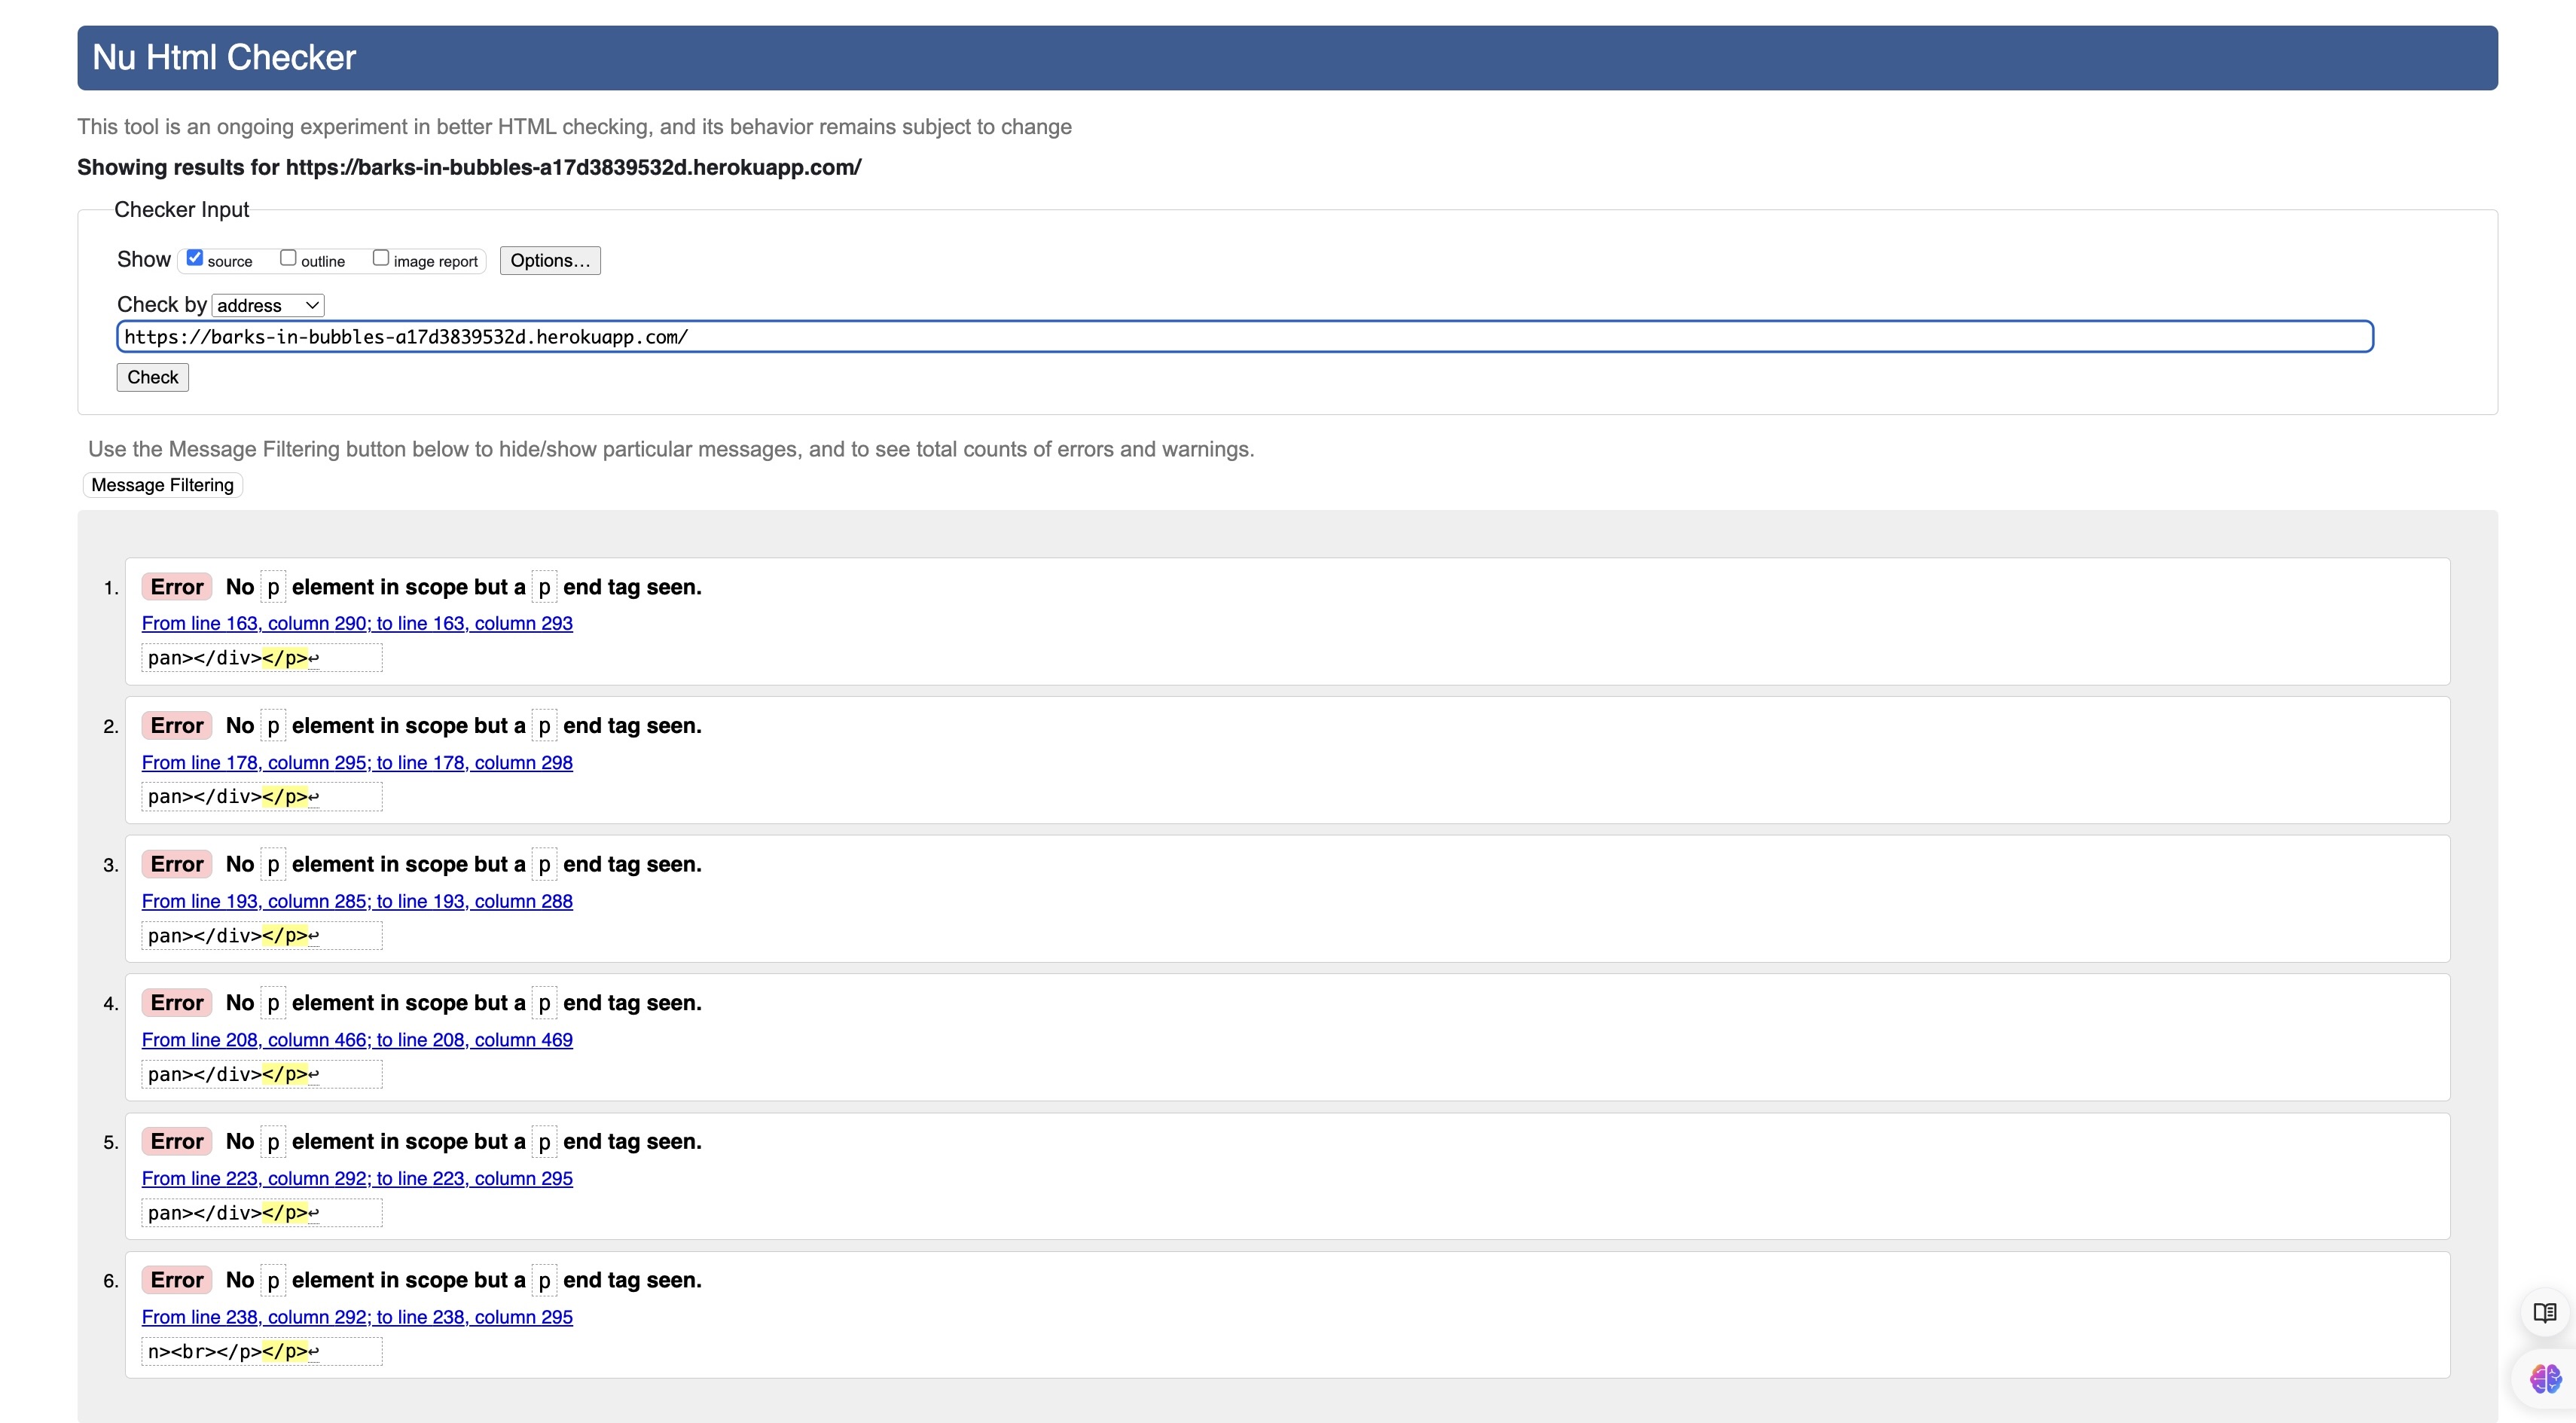 Nu Html Checker
This tool is an ongoing experiment in better HTML checking, and its behavior remains subject to change
Showing results for https://barks-in-bubbles-a17d3839532d.herokuapp.com/
Checker Input
Show source outline image report Options...
Check by address
https://barks-in-bubbles-a17d3839532d.herokuapp.com/
Check
Use the Message Filtering button below to hide/show particular messages, and to see total counts of errors and warnings.
Message Filtering
1. Error No p element in scope but a p end tag seen.
From line 163, column 290; to line 163, column 293
pan></div></p>↩
2. Error No p element in scope but a p end tag seen.
From line 178, column 295; to line 178, column 298
pan></div></p>↩
3. Error No p element in scope but a p end tag seen.
From line 193, column 285; to line 193, column 288
pan></div></p>↩
4. Error No p element in scope but a p end tag seen.
From line 208, column 466; to line 208, column 469
pan></div></p>↩
5. Error No p element in scope but a p end tag seen.
From line 223, column 292; to line 223, column 295
pan></div></p>↩
6. Error No p element in scope but a p end tag seen.
From line 238, column 292; to line 238, column 295
n><br></p></p>↩